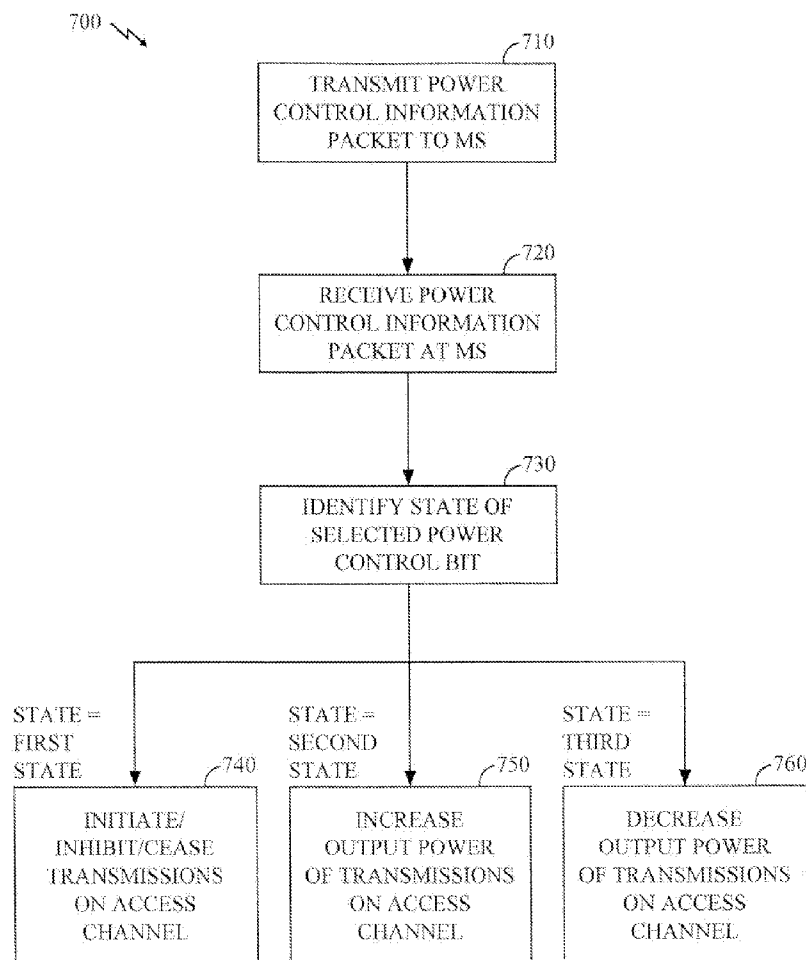 700
710
TRANSMIT POWER
CONTROL INFORMATION
PACKET TO MS
720
RECEIVE POWER
CONTROL INFORMATION
PACKET AT MS
730
IDENTIFY STATE OF
SELECTED POWER
CONTROL BIT
STATE =
FIRST
STATE
740
INITIATE/
INHIBIT/CEASE
TRANSMISSIONS
ON ACCESS
CHANNEL
STATE =
SECOND
STATE
750
INCREASE
OUTPUT POWER
OF TRANSMISSIONS
ON ACCESS
CHANNEL
STATE =
THIRD
STATE
760
DECREASE
OUTPUT POWER
OF TRANSMISSIONS
ON ACCESS
CHANNEL